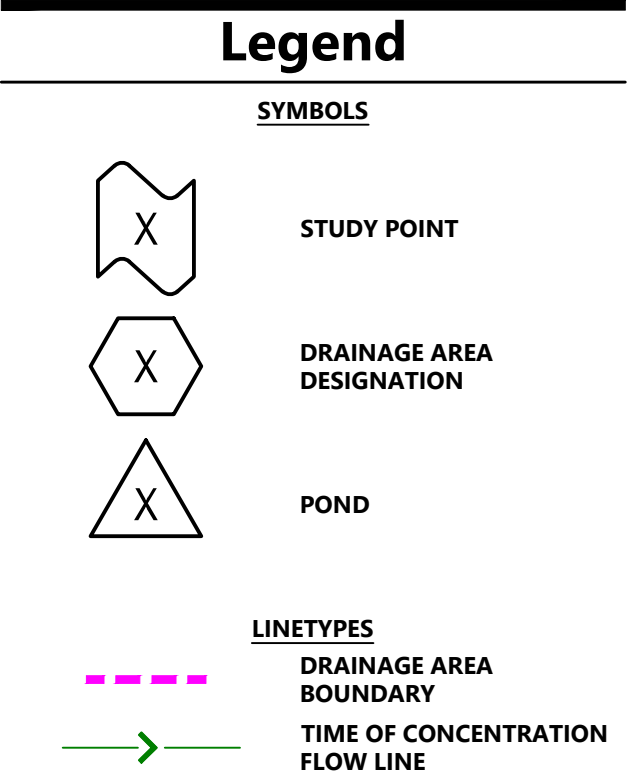 Legend
SYMBOLS
X
STUDY POINT
X
DRAINAGE AREA
DESIGNATION
X
POND
LINETYPES
DRAINAGE AREA
BOUNDARY
TIME OF CONCENTRATION
FLOW LINE